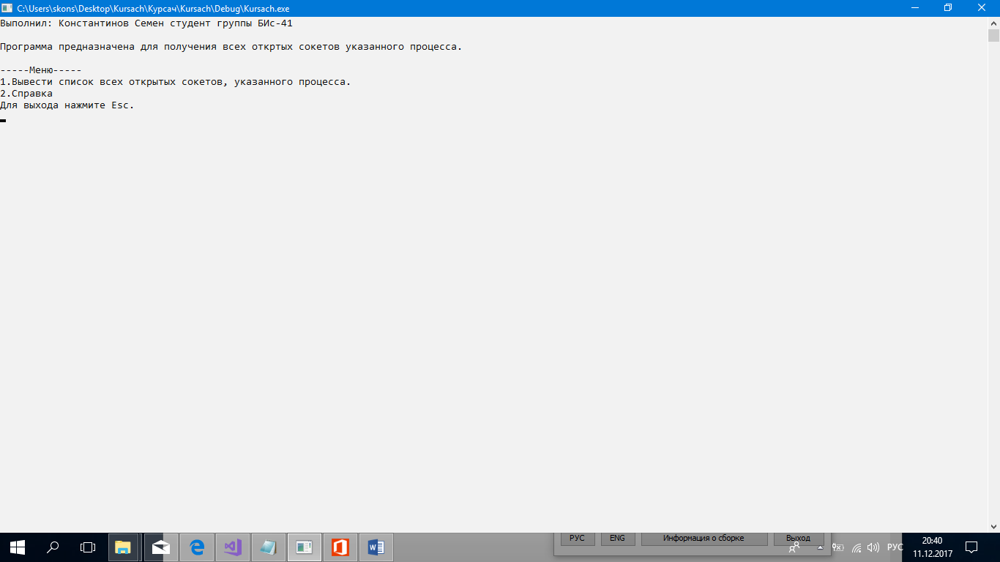 C:\Users\skons\Desktop\Kursach\Курсач\Kursach\Debug\Kursach.exe
Выполнил: Константинов Семен студент группы БИс-41
Программа предназначена для получения всех откртых сокетов указанного процесса.
-----Меню-----
1.Вывести список всех открытых сокетов, указанного процесса.
2.Справка
Для выхода нажмите Esc.
РУС ENG Информация о сборке Выход
РУС
20:40
11.12.2017